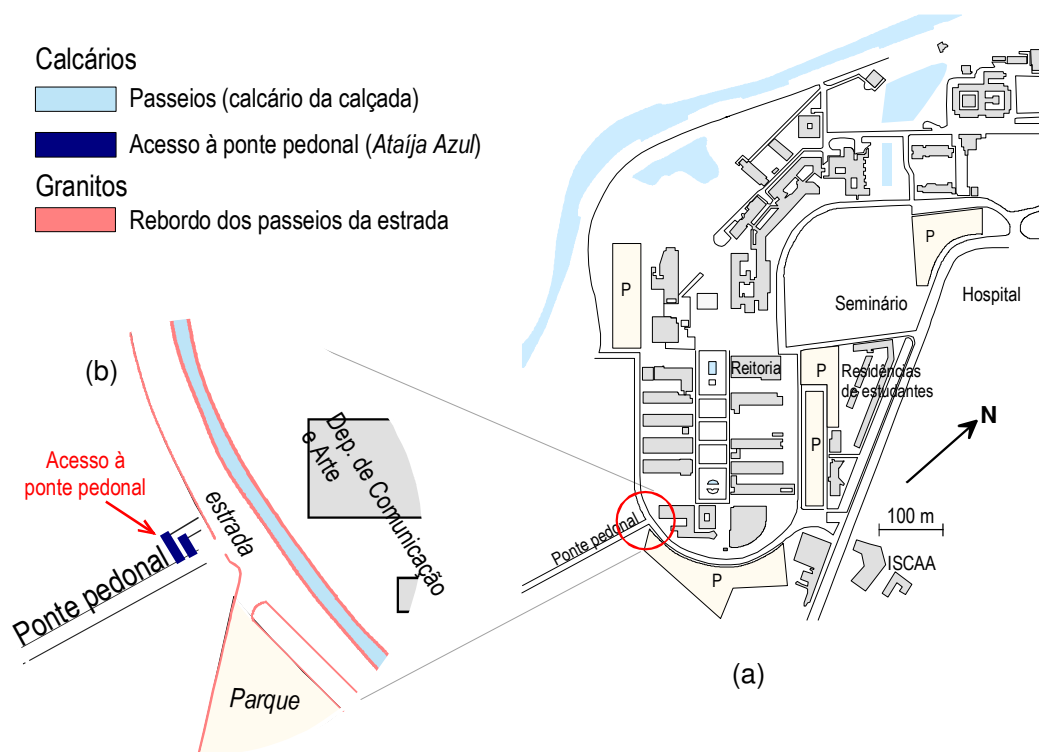 Calcários
Passeios (calcário da calçada)
Acesso à ponte pedonal (Ataíja Azul)
Granitos
Rebordo dos passeios da estrada
(b)
Acesso à
ponte pedonal
estrada
Dep. de Comunicação
e Arte
Ponte pedonal
Parque
P
Seminário
Hospital
P
Reitoria
P
Residências
de estudantes
P
N
100 m
Ponte pedonal
ISCAA
P
(a)